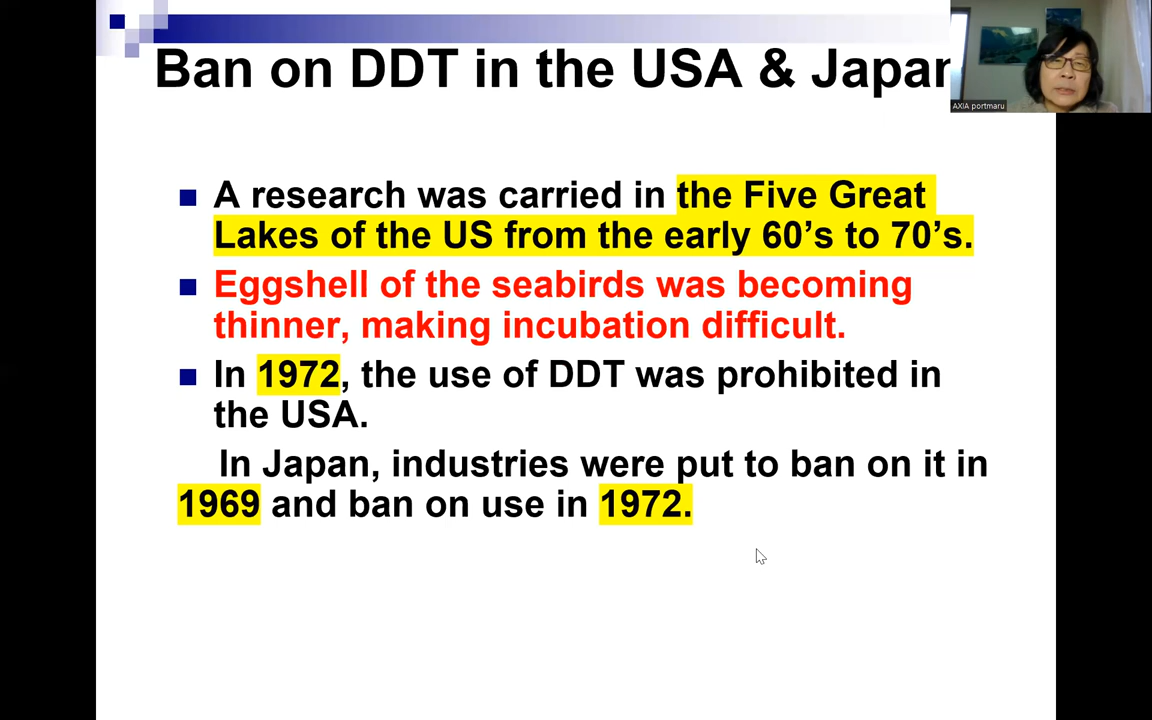 Ban on DDT in the USA & Japan
AXIA portmaru
A research was carried in the Five Great
Lakes of the US from the early 60’s to 70’s.
Eggshell of the seabirds was becoming
thinner, making incubation difficult.
In 1972, the use of DDT was prohibited in
the USA.
In Japan, industries were put to ban on it in
1969 and ban on use in 1972.